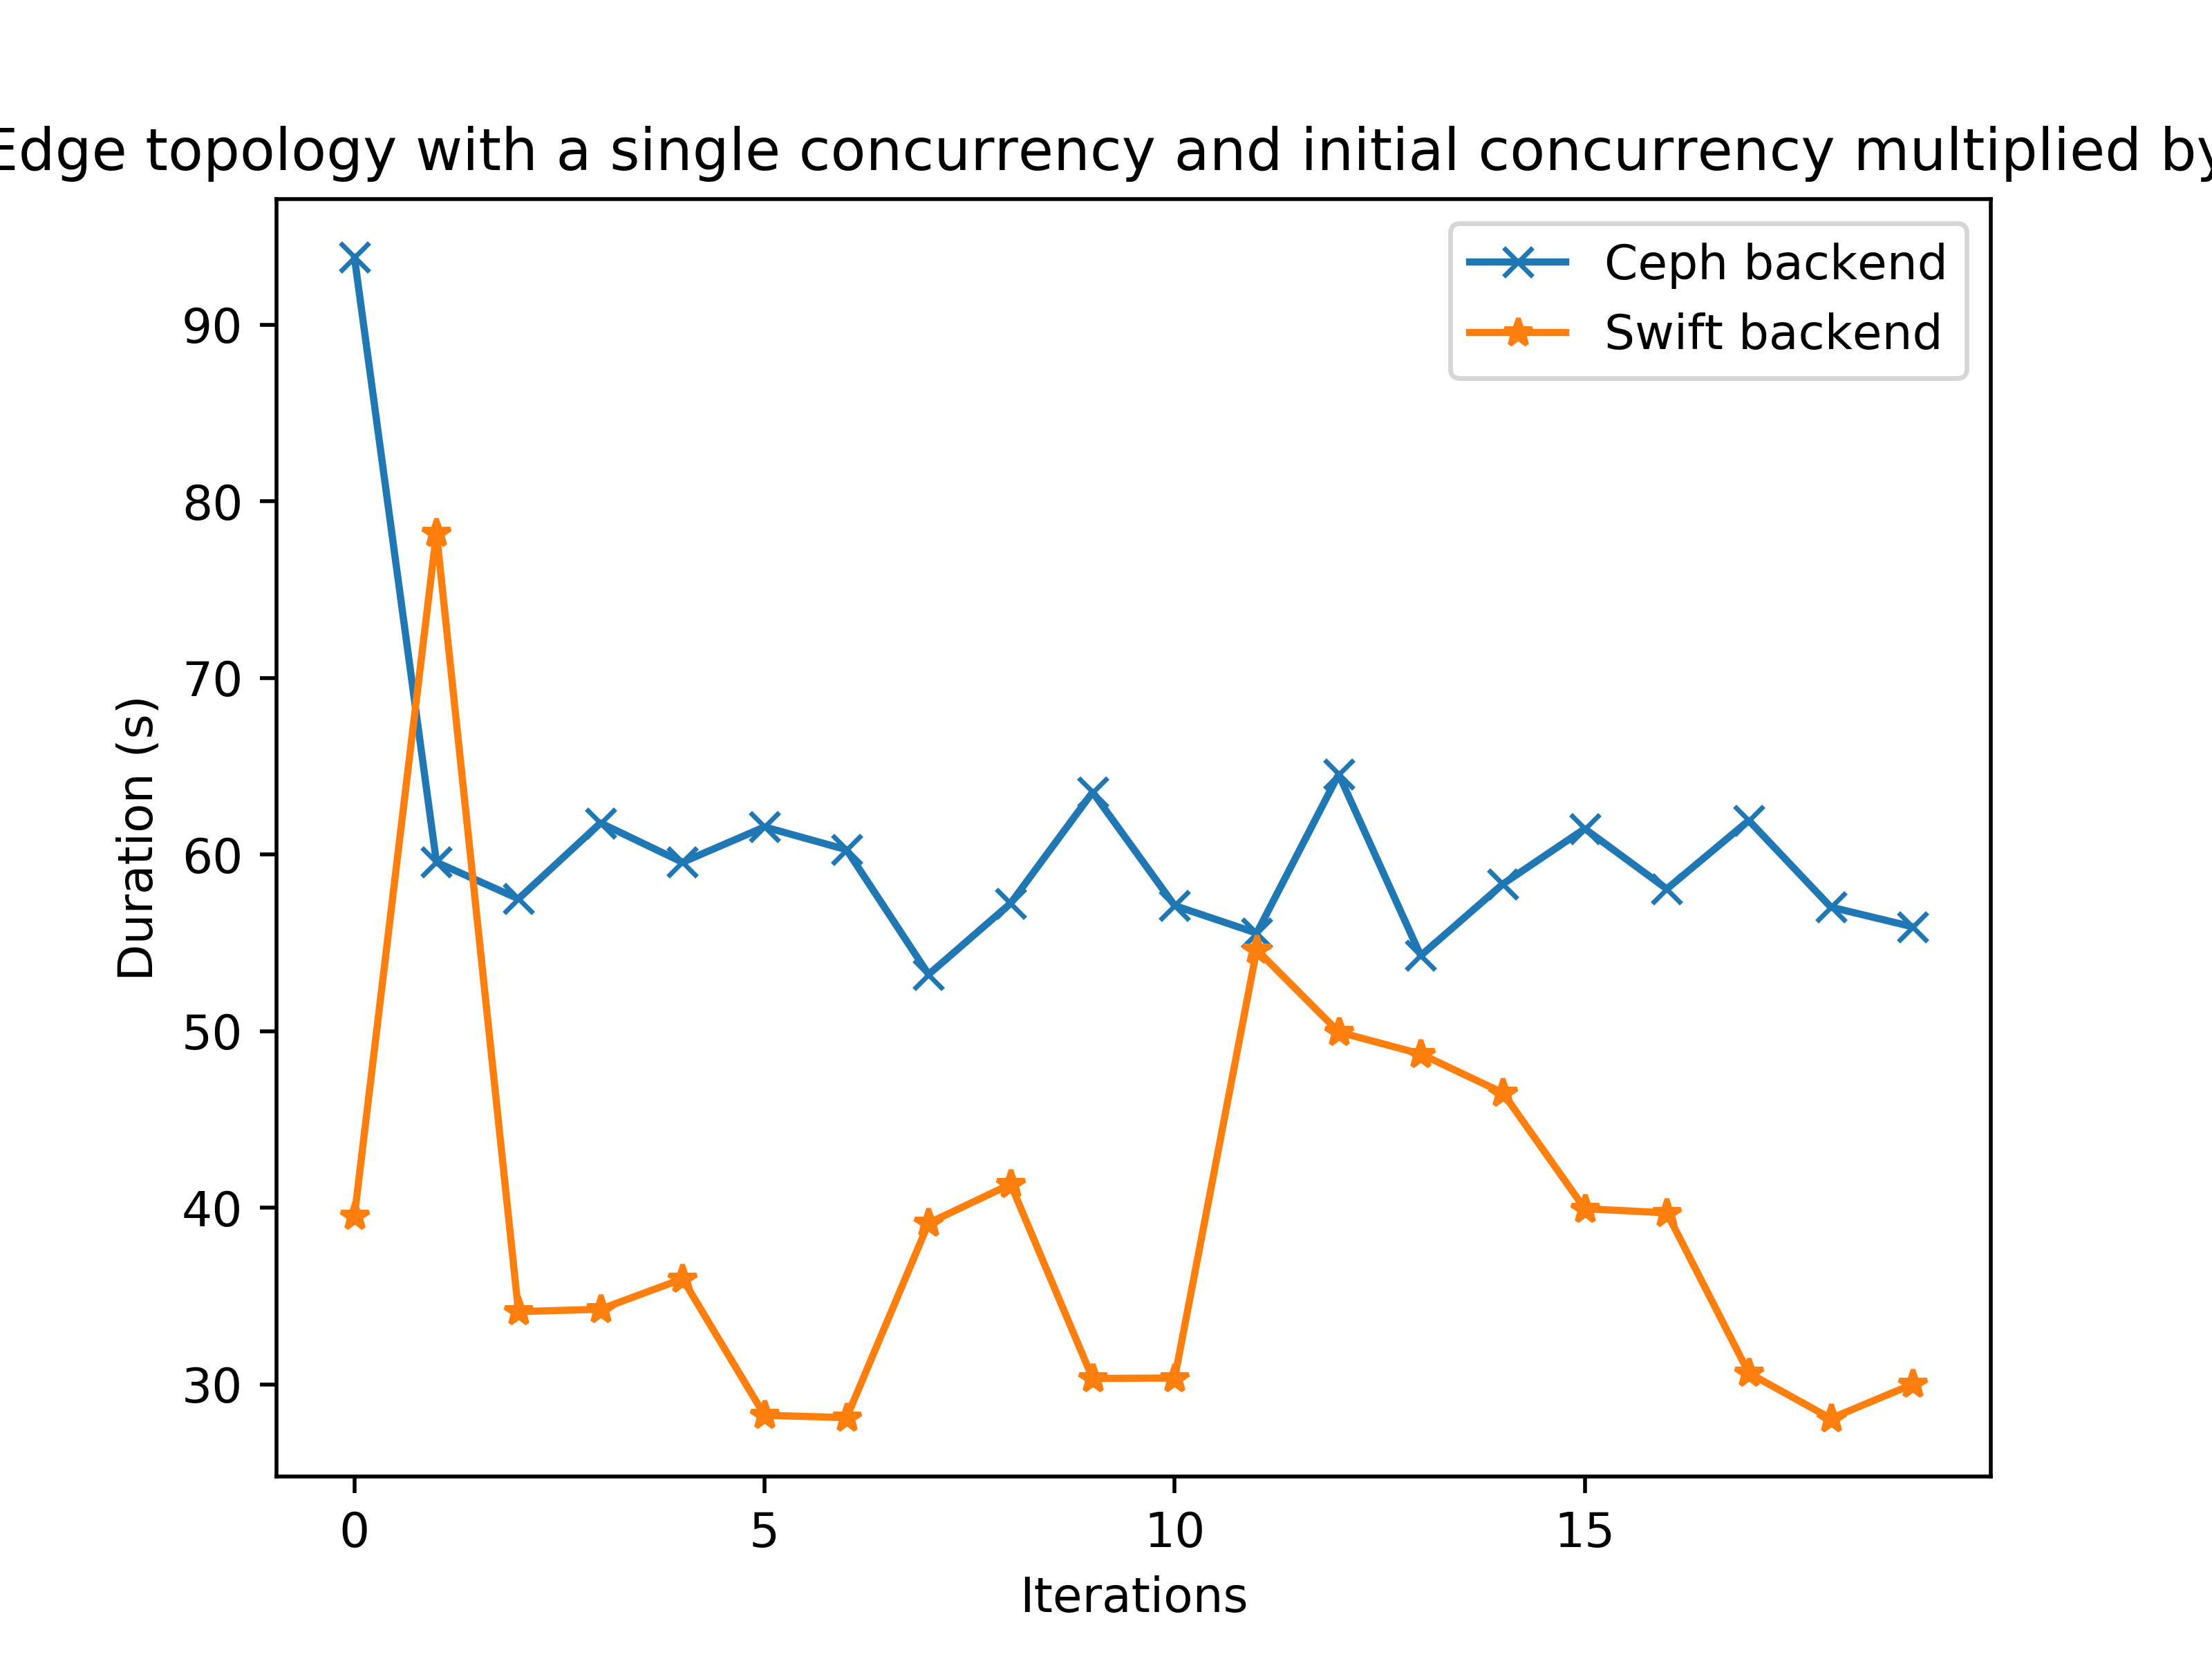 Edge topology with a single concurrency and initial concurrency multiplied by
Ceph backend
Swift backend
90
80
70
60
50
40
30
Duration (s)
0 5 10 15
Iterations